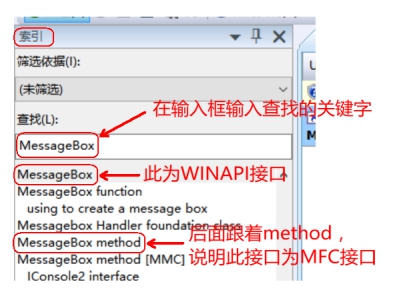 索引
筛选依据(I):
(未筛选)
在输入框输入查找的关键字
查找(L):
MessageBox
MessageBox
此为WINAPI接口
MessageBox function
using to create a message box
Messagebox Handler foundation class
MessageBox method
后面跟着method，
MessageBox method [MMC]
说明此接口为MFC接口
IConsole2 interface